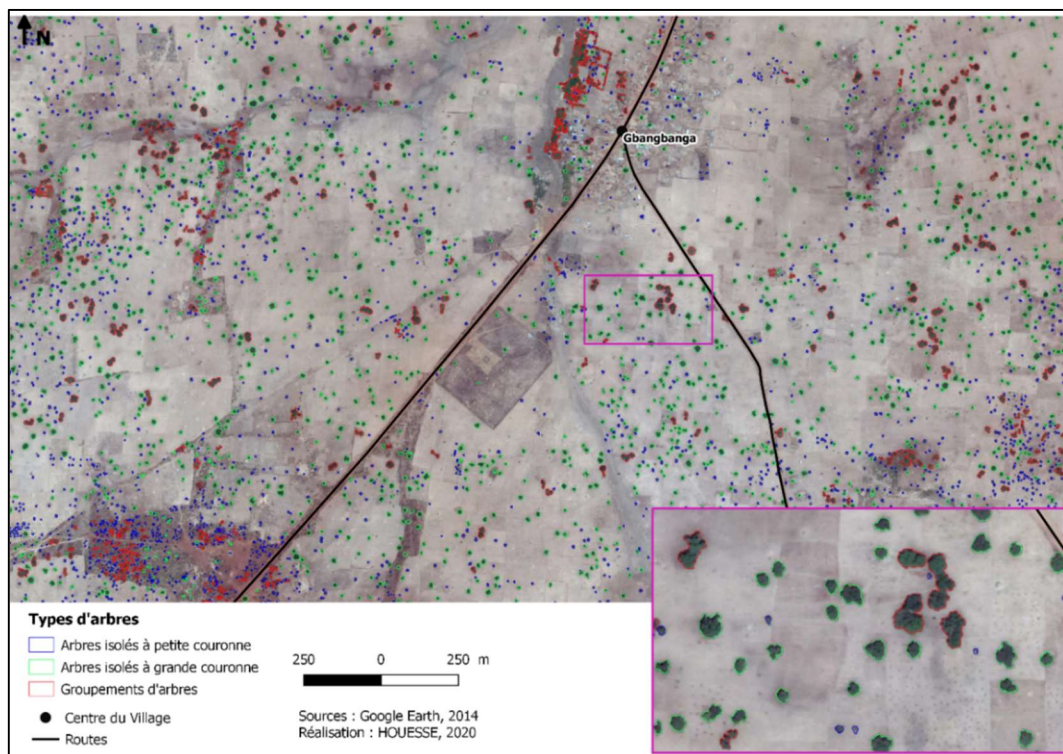 N
Gbangbanga
Types d'arbres
Arbres isolés à petite couronne
Arbres isolés à grande couronne
Groupements d'arbres
Centre du Village
Routes
250 0 250 m
Sources : Google Earth, 2014
Réalisation : HOUESSE, 2020